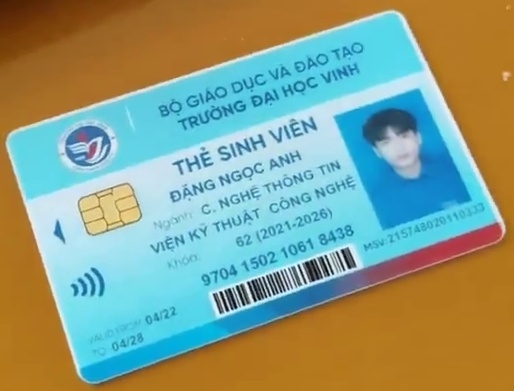 BỘ GIÁO DỤC VÀ ĐÀO TẠO
TRƯỜNG ĐẠI HỌC VINH
THẺ SINH VIÊN
ĐẶNG NGỌC ANH
Ngành: C. NGHỆ THÔNG TIN
VIỆN KỸ THUẬT CÔNG NGHỆ
Khóa: 62 (2021-2026)
9704 1502 1061 8438
MSV:215748020110333
VALID FROM: 04/22
TO: 04/28